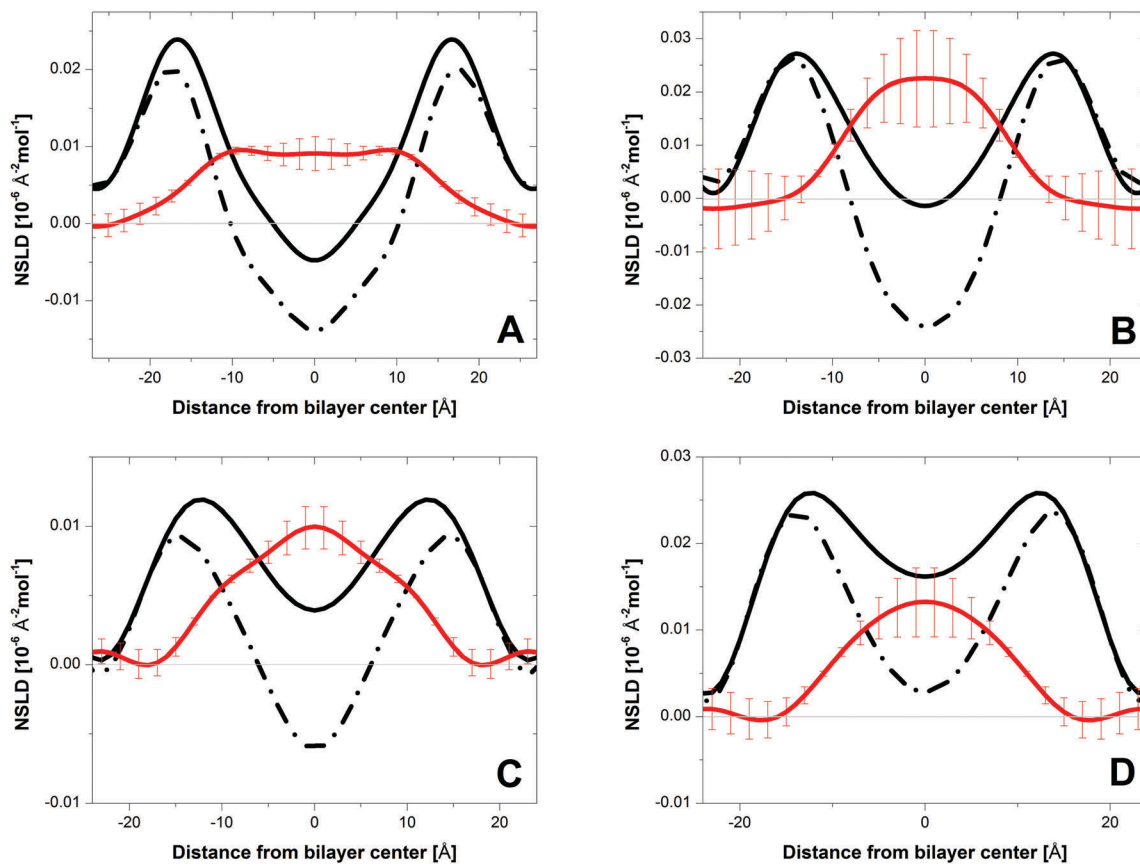 NSLD [10⁻⁶ Å⁻²mol⁻¹]
0.02
0.01
0.00
-0.01
-20 -10 0 10 20
Distance from bilayer center [Å]
A
NSLD [10⁻⁶ Å⁻²mol⁻¹]
0.03
0.02
0.01
0.00
-0.01
-0.02
-0.03
-20 -10 0 10 20
Distance from bilayer center [Å]
B
NSLD [10⁻⁶ Å⁻²mol⁻¹]
0.01
0.00
-0.01
-20 -10 0 10 20
Distance from bilayer center [Å]
C
NSLD [10⁻⁶ Å⁻²mol⁻¹]
0.03
0.02
0.01
0.00
-0.01
-20 -10 0 10 20
Distance from bilayer center [Å]
D